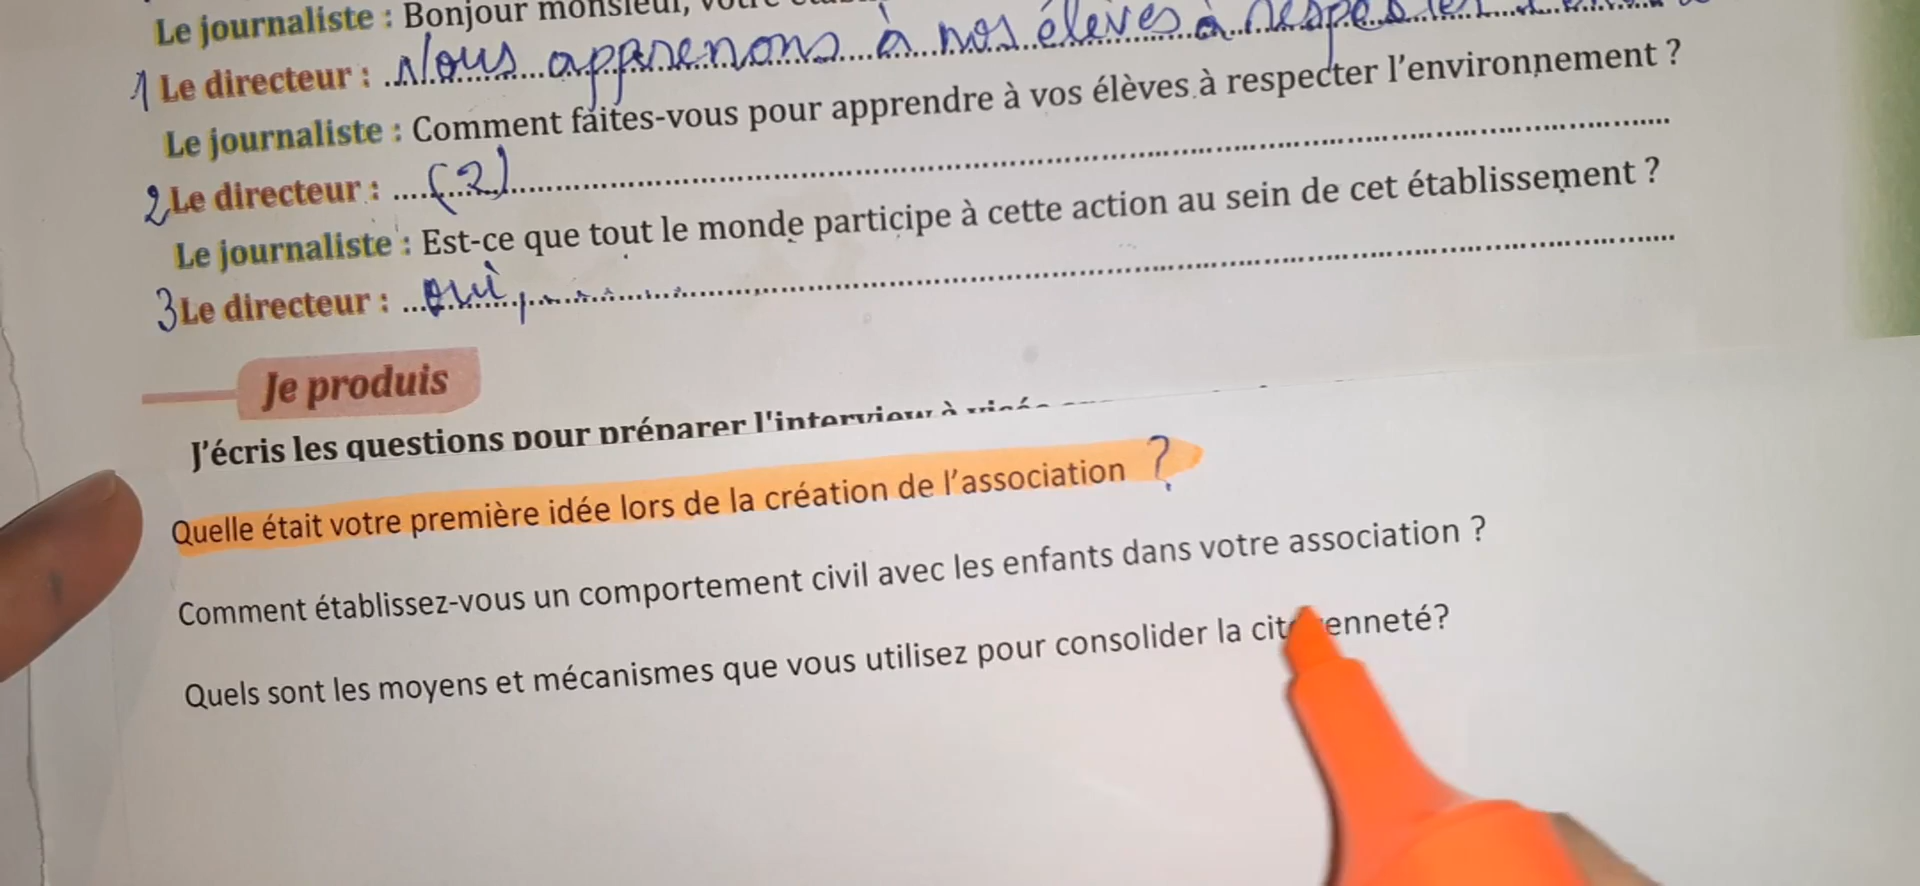 Le journaliste : Bonjour monsieur,
1 Le directeur : Nous apprenons à nos élèves à
Le journaliste : Comment faites-vous pour apprendre à vos élèves à respecter l'environnement ?
2 Le directeur : (2)
Le journaliste : Est-ce que tout le monde participe à cette action au sein de cet établissement ?
3 Le directeur : oui,
Je produis
J'écris les questions pour préparer l'interview à
Quelle était votre première idée lors de la création de l'association ?
Comment établissez-vous un comportement civil avec les enfants dans votre association ?
Quels sont les moyens et mécanismes que vous utilisez pour consolider la citoyenneté?